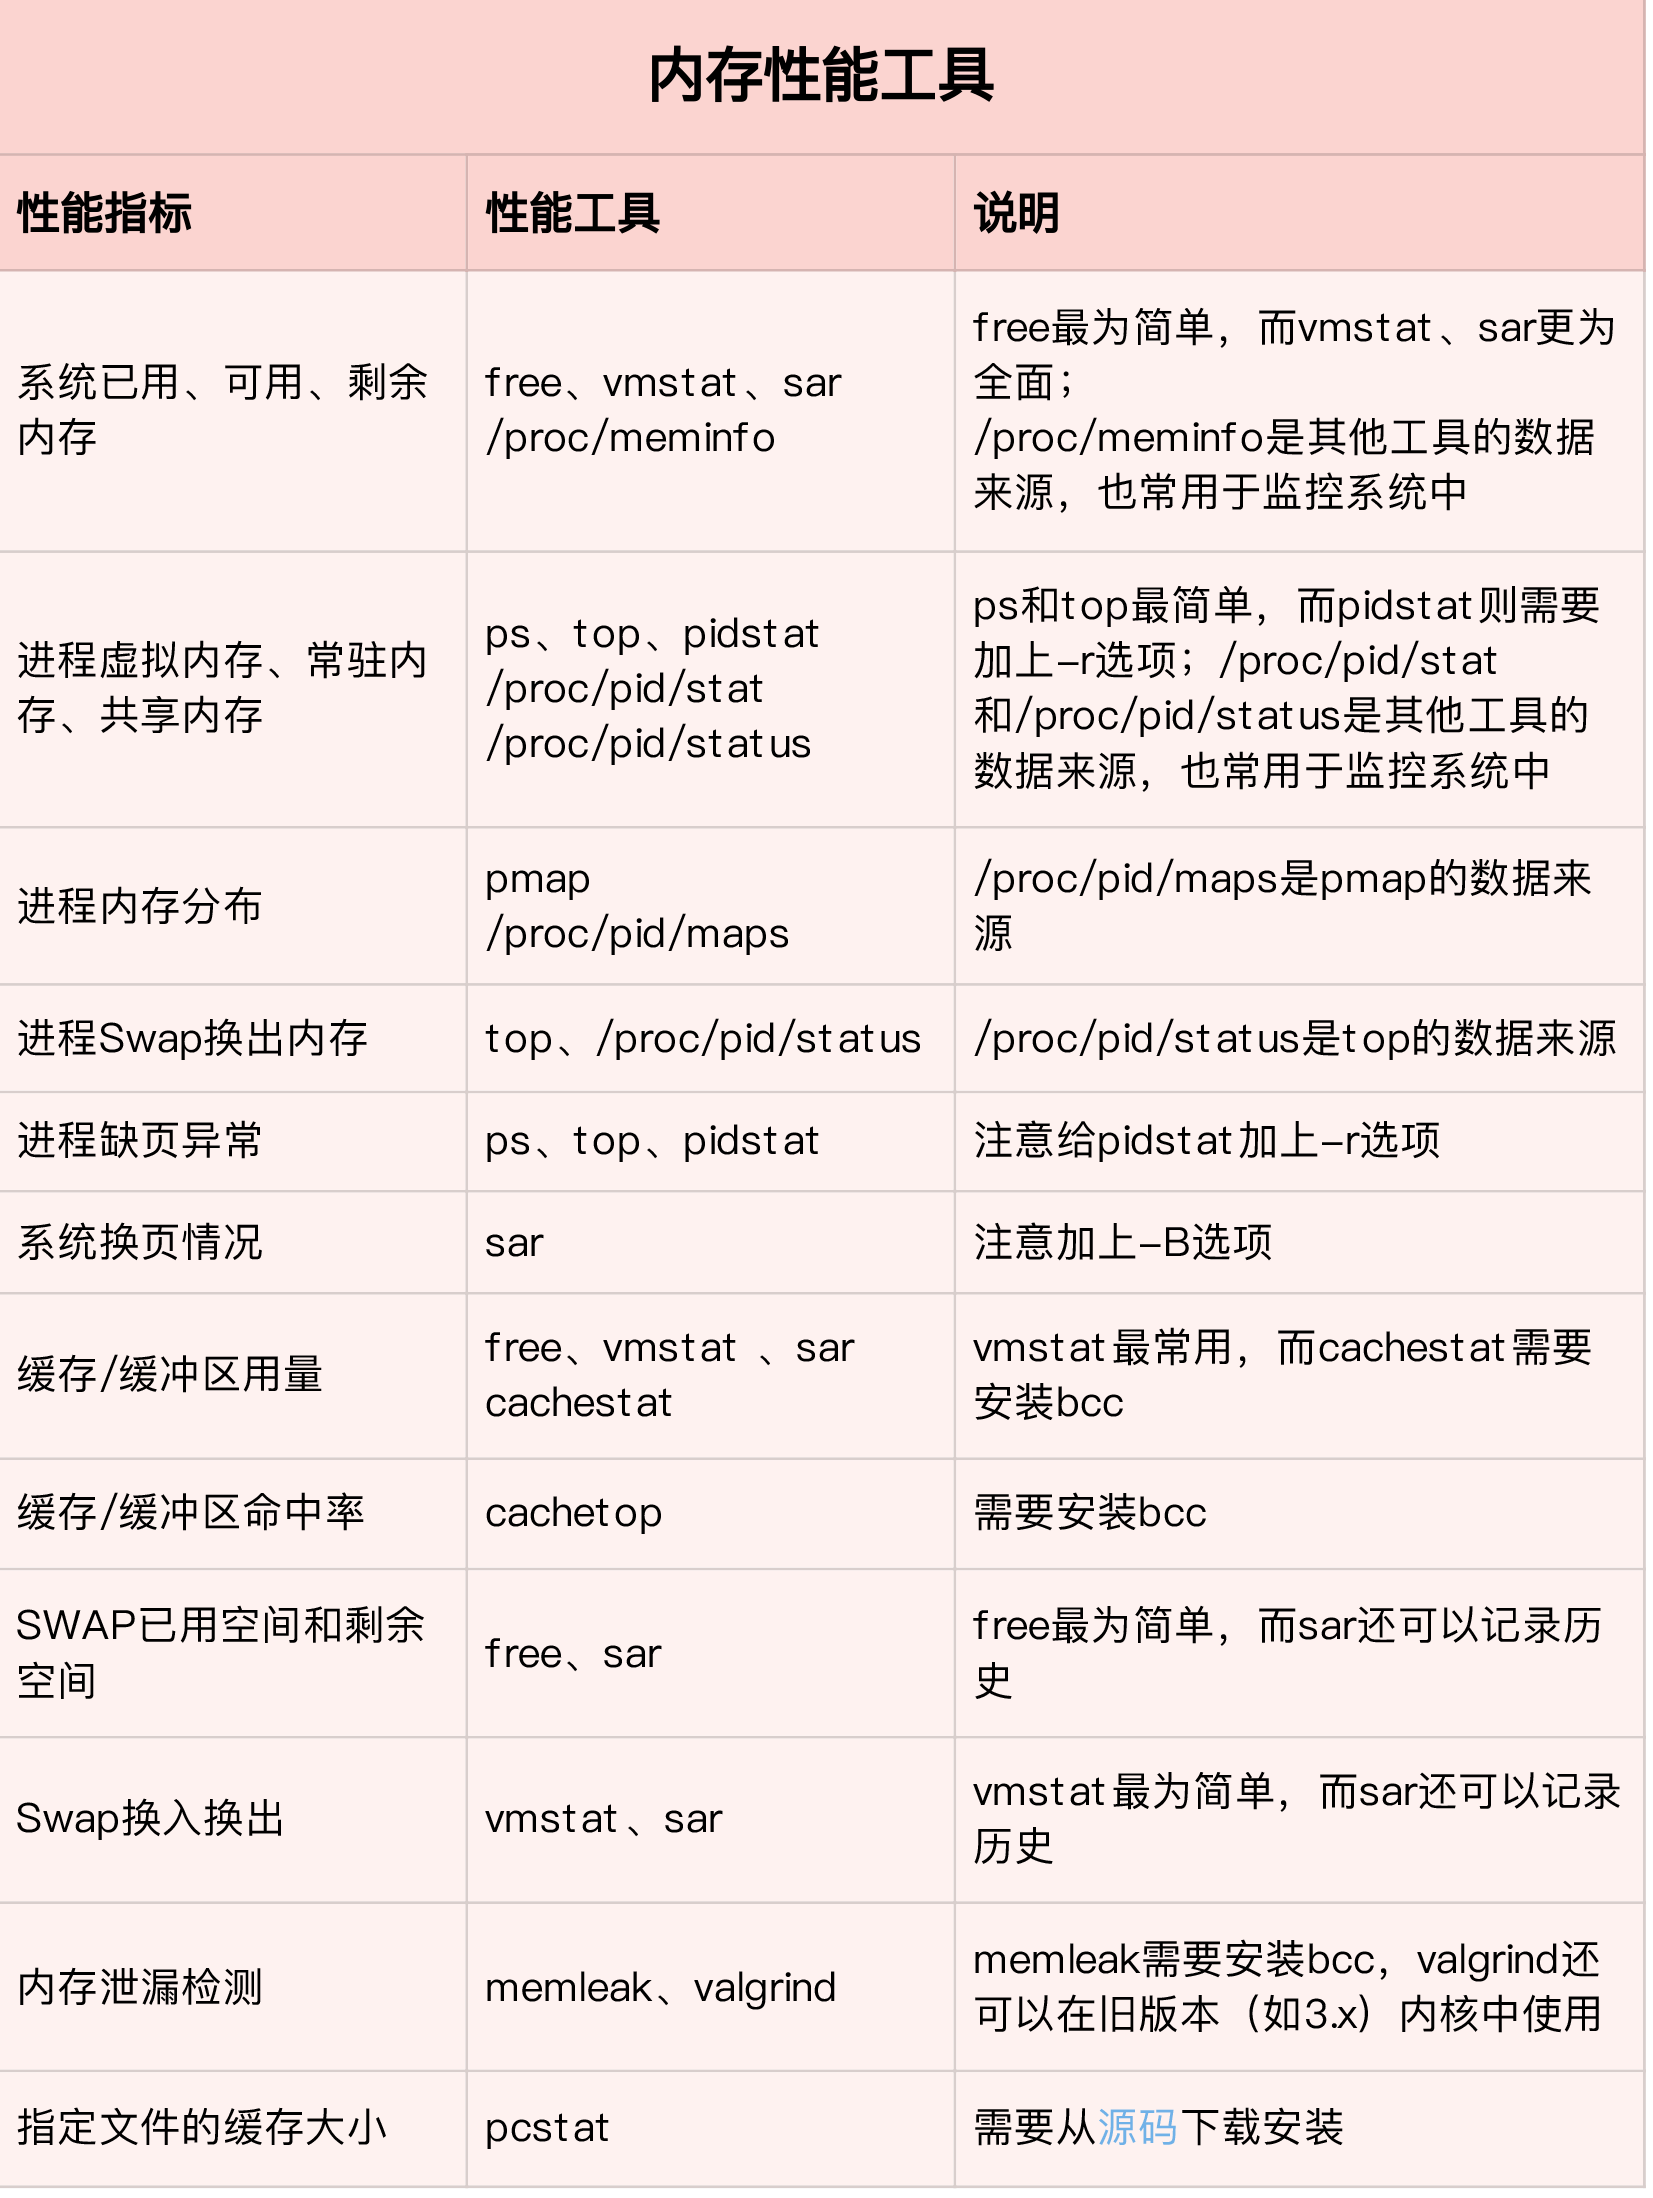 内存性能工具
性能指标
性能工具
说明
系统已用、可用、剩余
内存
free、vmstat、sar
/proc/meminfo
free最为简单，而vmstat、sar更为
全面；
/proc/meminfo是其他工具的数据
来源，也常用于监控系统中
进程虚拟内存、常驻内
存、共享内存
ps、top、pidstat
/proc/pid/stat
/proc/pid/status
ps和top最简单，而pidstat则需要
加上-r选项；/proc/pid/stat
和/proc/pid/status是其他工具的
数据来源，也常用于监控系统中
进程内存分布
pmap
/proc/pid/maps
/proc/pid/maps是pmap的数据来
源
进程Swap换出内存
top、/proc/pid/status
/proc/pid/status是top的数据来源
进程缺页异常
ps、top、pidstat
注意给pidstat加上-r选项
系统换页情况
sar
注意加上-B选项
缓存/缓冲区用量
free、vmstat 、sar
cachestat
vmstat最常用，而cachestat需要
安装bcc
缓存/缓冲区命中率
cachetop
需要安装bcc
SWAP已用空间和剩余
空间
free、sar
free最为简单，而sar还可以记录历
史
Swap换入换出
vmstat、sar
vmstat最为简单，而sar还可以记录
历史
内存泄漏检测
memleak、valgrind
memleak需要安装bcc，valgrind还
可以在旧版本（如3.x）内核中使用
指定文件的缓存大小
pcstat
需要从源码下载安装